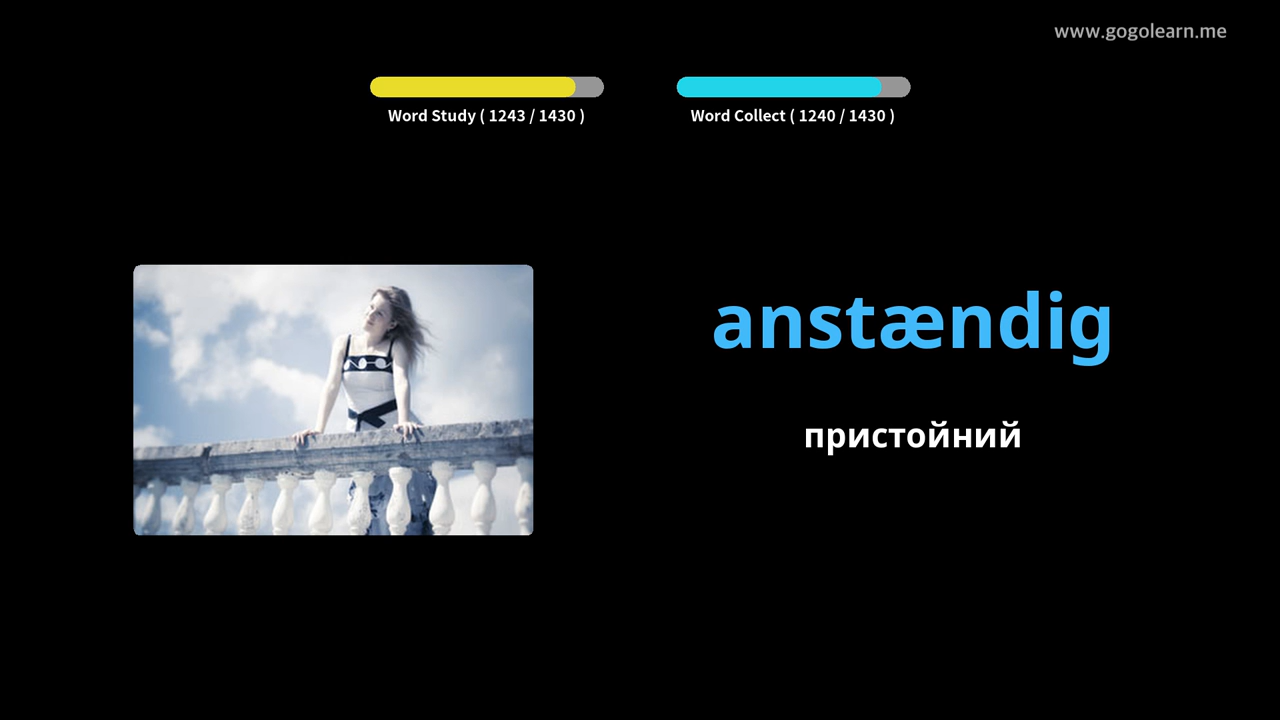 www.gogolearn.me
Word Study ( 1243 / 1430 )
Word Collect ( 1240 / 1430 )
anstændig
пристойний